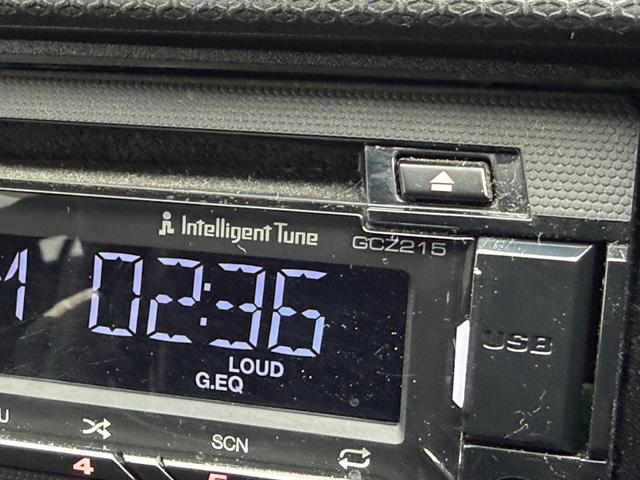 Intelligent Tune
GCZ215
02:36
USB
LOUD
G.EQ
SCN
4